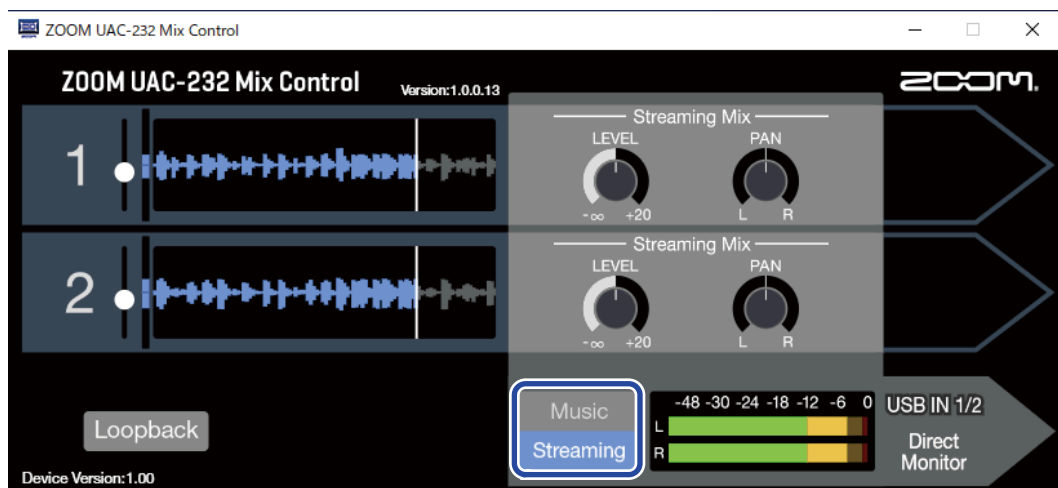 ZOOM UAC-232 Mix Control
ZOOM UAC-232 Mix Control
Version:1.0.0.13
ZOOM.
1
Streaming Mix
LEVEL PAN
-∞ +20 L R
2
Streaming Mix
LEVEL PAN
-∞ +20 L R
Loopback
Music
Streaming
-48 -30 -24 -18 -12 -6 0
L
R
USB IN 1/2
Direct
Monitor
Device Version:1.00